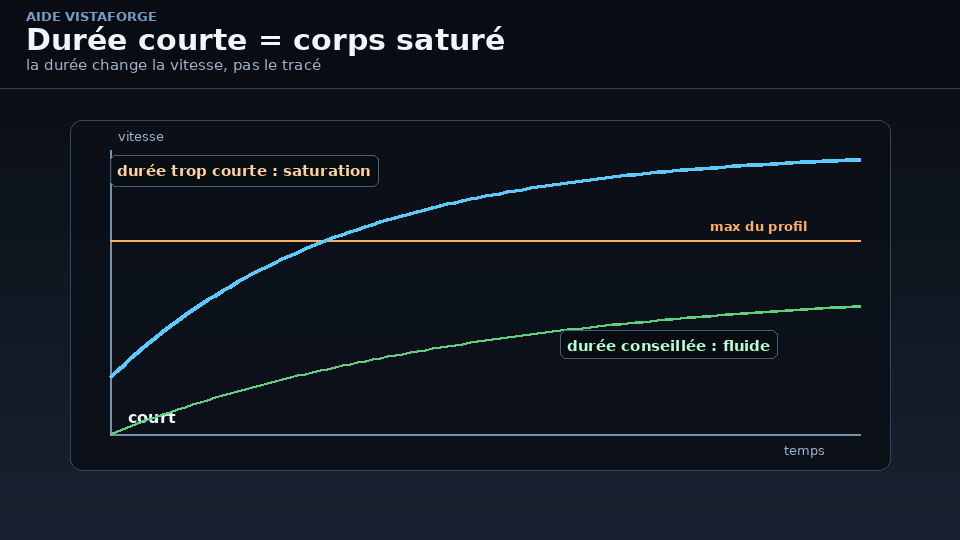 AIDE VISTAFORGE
Durée courte = corps saturé
la durée change la vitesse, pas le tracé
vitesse
durée trop courte : saturation
max du profil
durée conseillée : fluide
court
temps